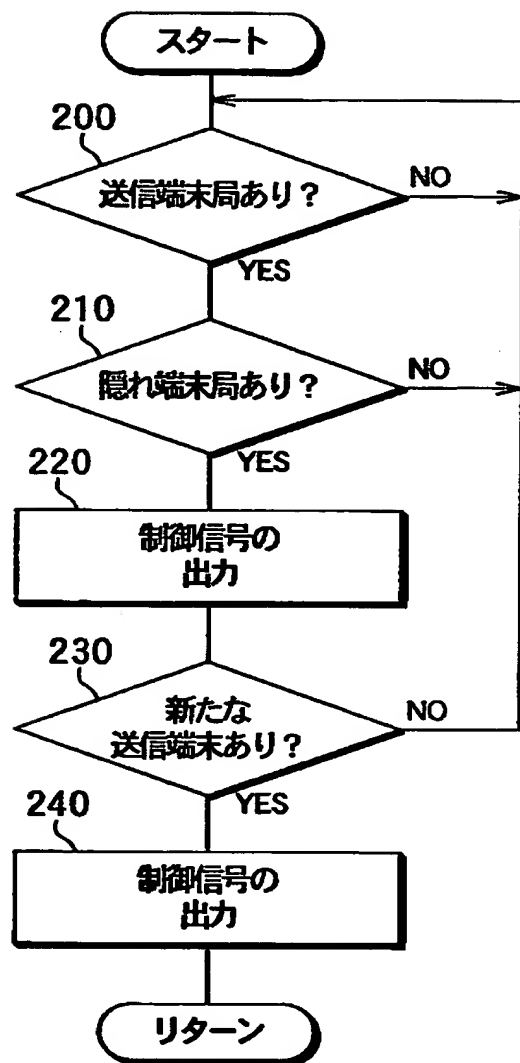 スタート
200
送信端末局あり？
NO
YES
210
隠れ端末局あり？
NO
YES
220
制御信号の
出力
230
新たな
送信端末あり？
NO
YES
240
制御信号の
出力
リターン